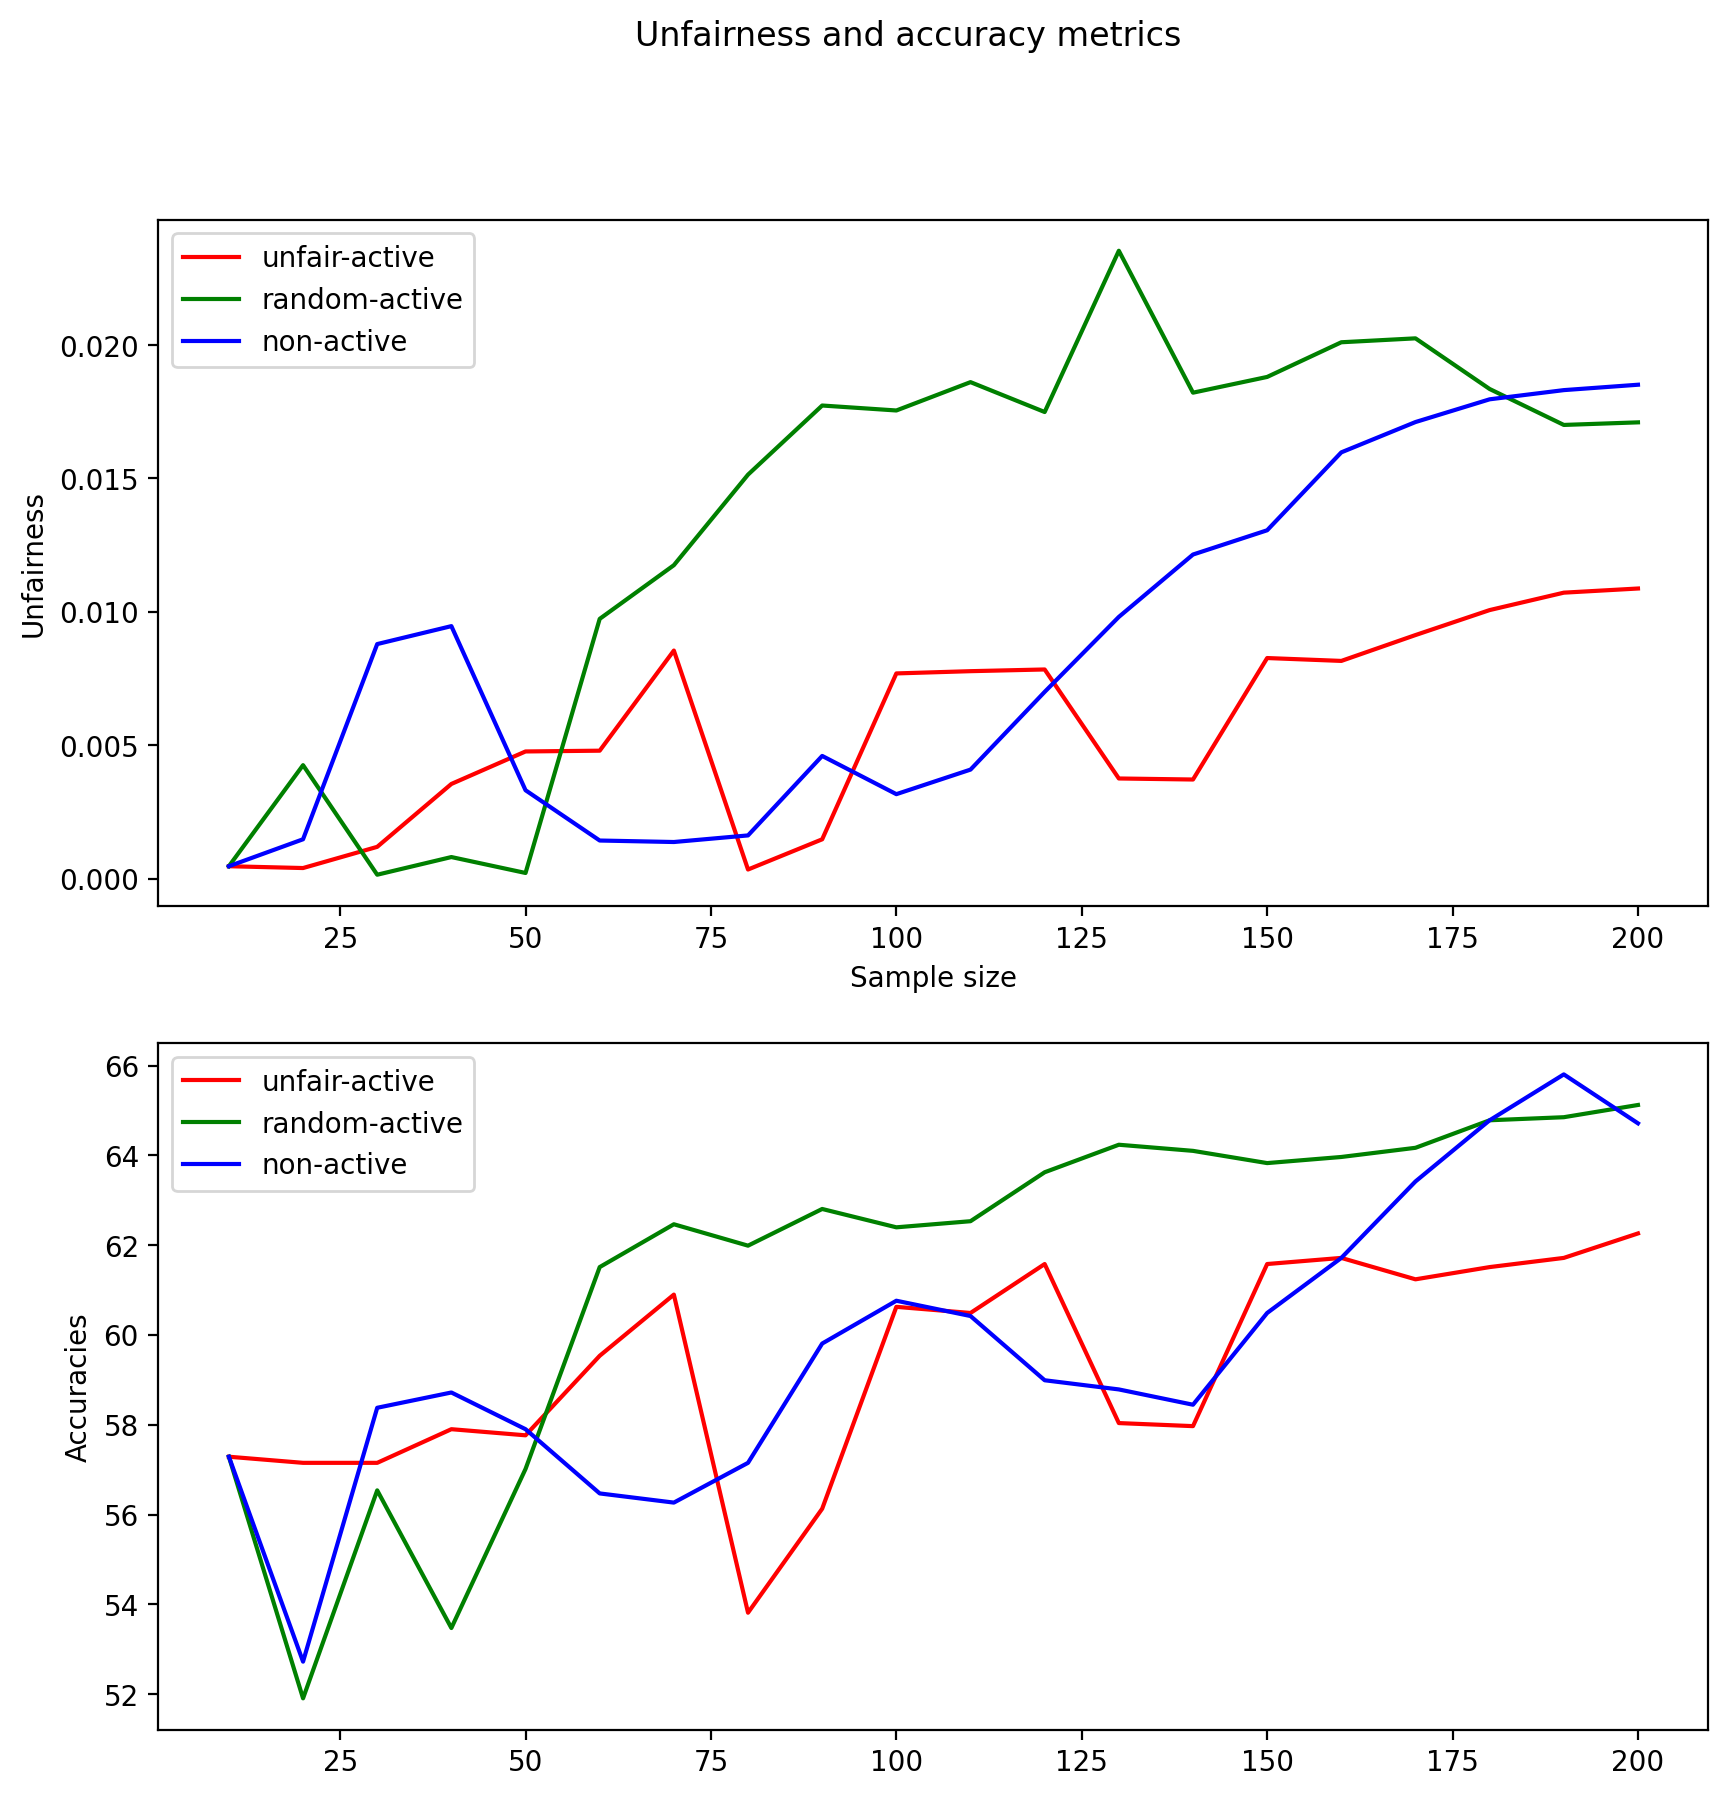 Unfairness and accuracy metrics
unfair-active
random-active
non-active
0.020
0.015
0.010
0.005
0.000
Unfairness
25 50 75 100 125 150 175 200
Sample size
unfair-active
random-active
non-active
66
64
62
60
58
56
54
52
Accuracies
25 50 75 100 125 150 175 200